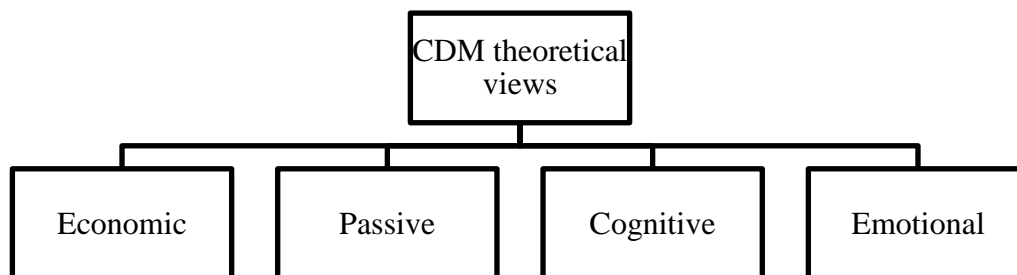 CDM theoretical
views
Economic
Passive
Cognitive
Emotional